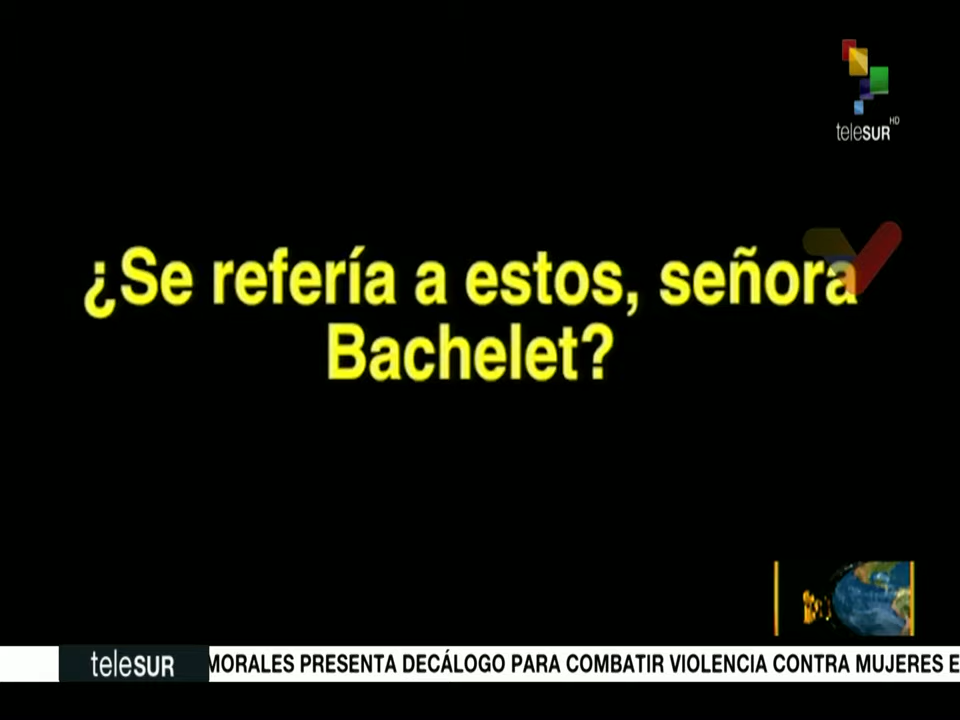 teleSUR HD
¿Se refería a estos, señora
Bachelet?
teleSUR
MORALES PRESENTA DECÁLOGO PARA COMBATIR VIOLENCIA CONTRA MUJERES E